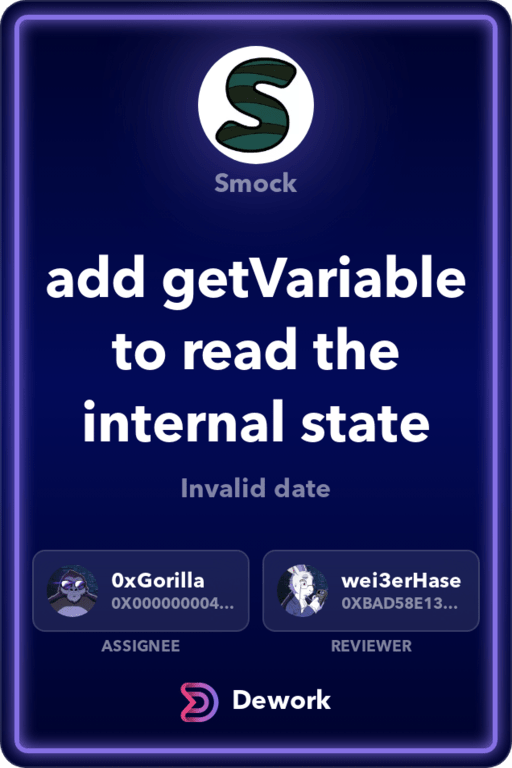 S
Smock
add getVariable
to read the
internal state
Invalid date
0xGorilla
0X000000004...
wei3erHase
0XBAD58E13...
ASSIGNEE
REVIEWER
Dework